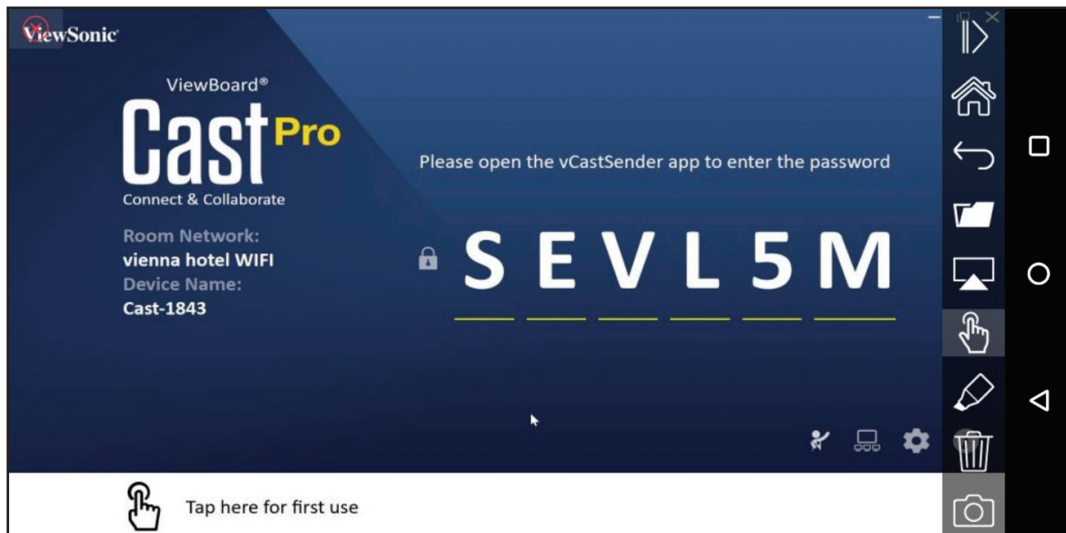 ViewSonic
ViewBoard®
Cast Pro
Connect & Collaborate
Room Network:
vienna hotel WIFI
Device Name:
Cast-1843
Please open the vCastSender app to enter the password
SEVL5M
Tap here for first use